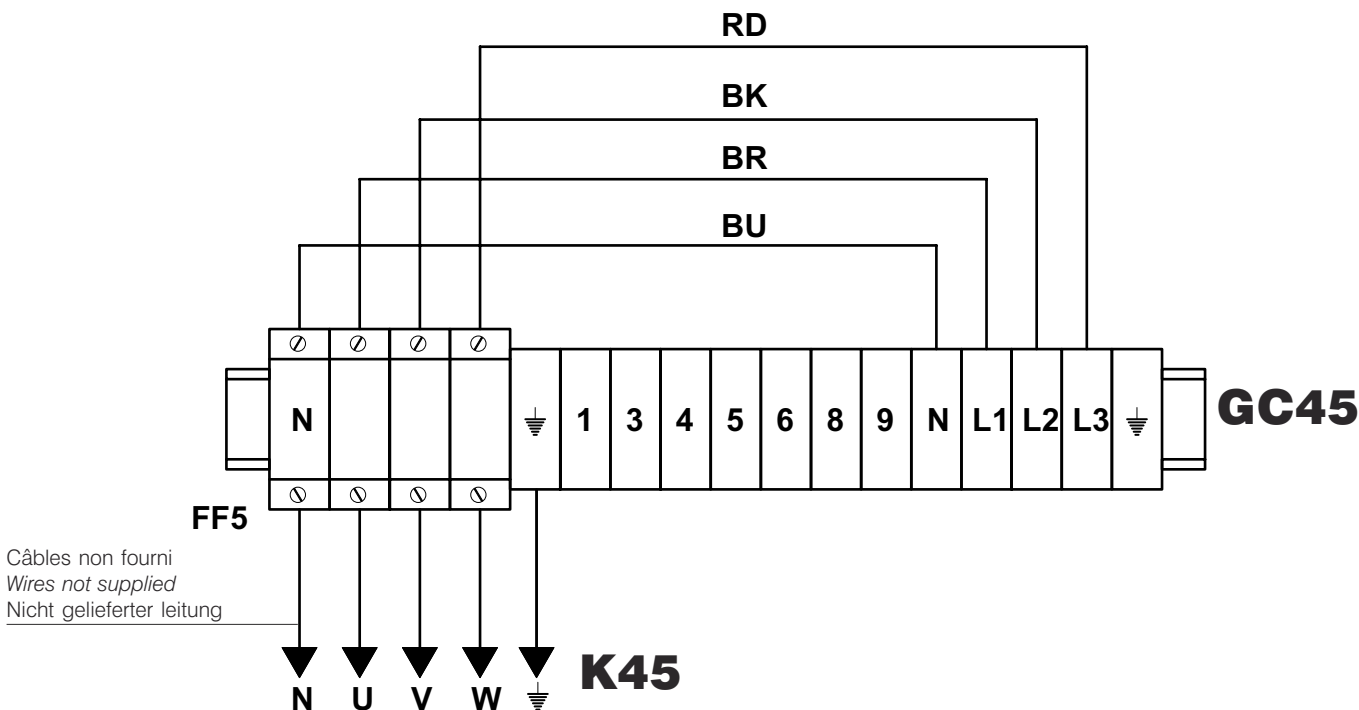 RD
BK
BR
BU
N 1 3 4 5 6 8 9 N L1 L2 L3
GC45
FF5
Câbles non fourni
Wires not supplied
Nicht gelieferter leitung
K45
N U V W